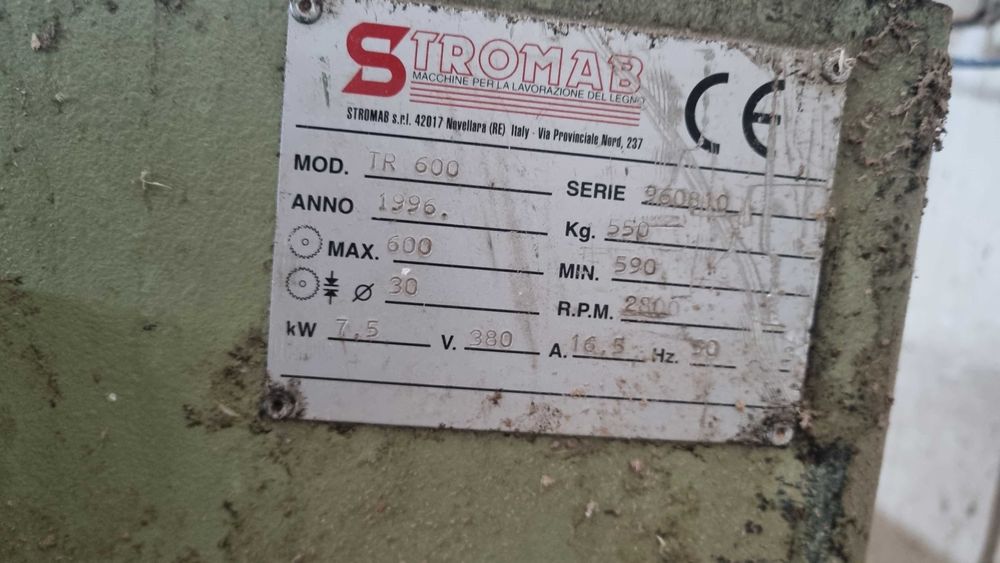 STROMAB
MACCHINE PER LA LAVORAZIONE DEL LEGNO
CE
STROMAB s.r.l. 42017 Novellara (RE) Italy - Via Provinciale Nord, 237
MOD. TR 600 SERIE 960810
ANNO 1996. Kg. 550
MAX. 600 MIN. 590
Ø 30 R.P.M. 2800
kW 7,5 V. 380 A. 16,5 Hz. 50